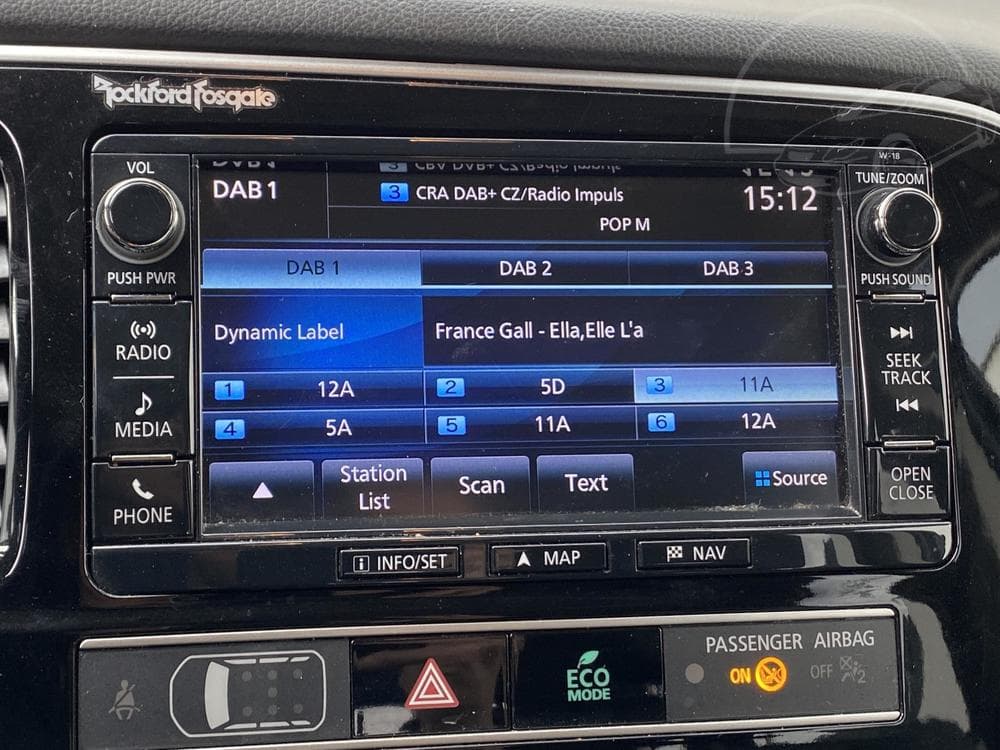 Rockford Fosgate
W-18
VOL
PUSH PWR
RADIO
MEDIA
PHONE
DAB 1
3 CRA DAB+ CZ/Radio Impuls
15:12
POP M
DAB 1 DAB 2 DAB 3
Dynamic Label France Gall - Ella,Elle L'a
1 12A 2 5D 3 11A
4 5A 5 11A 6 12A
▲ Station List Scan Text Source
TUNE/ZOOM
PUSH SOUND
SEEK
TRACK
OPEN
CLOSE
INFO/SET MAP NAV
PASSENGER AIRBAG
ECO
MODE
ON OFF 2